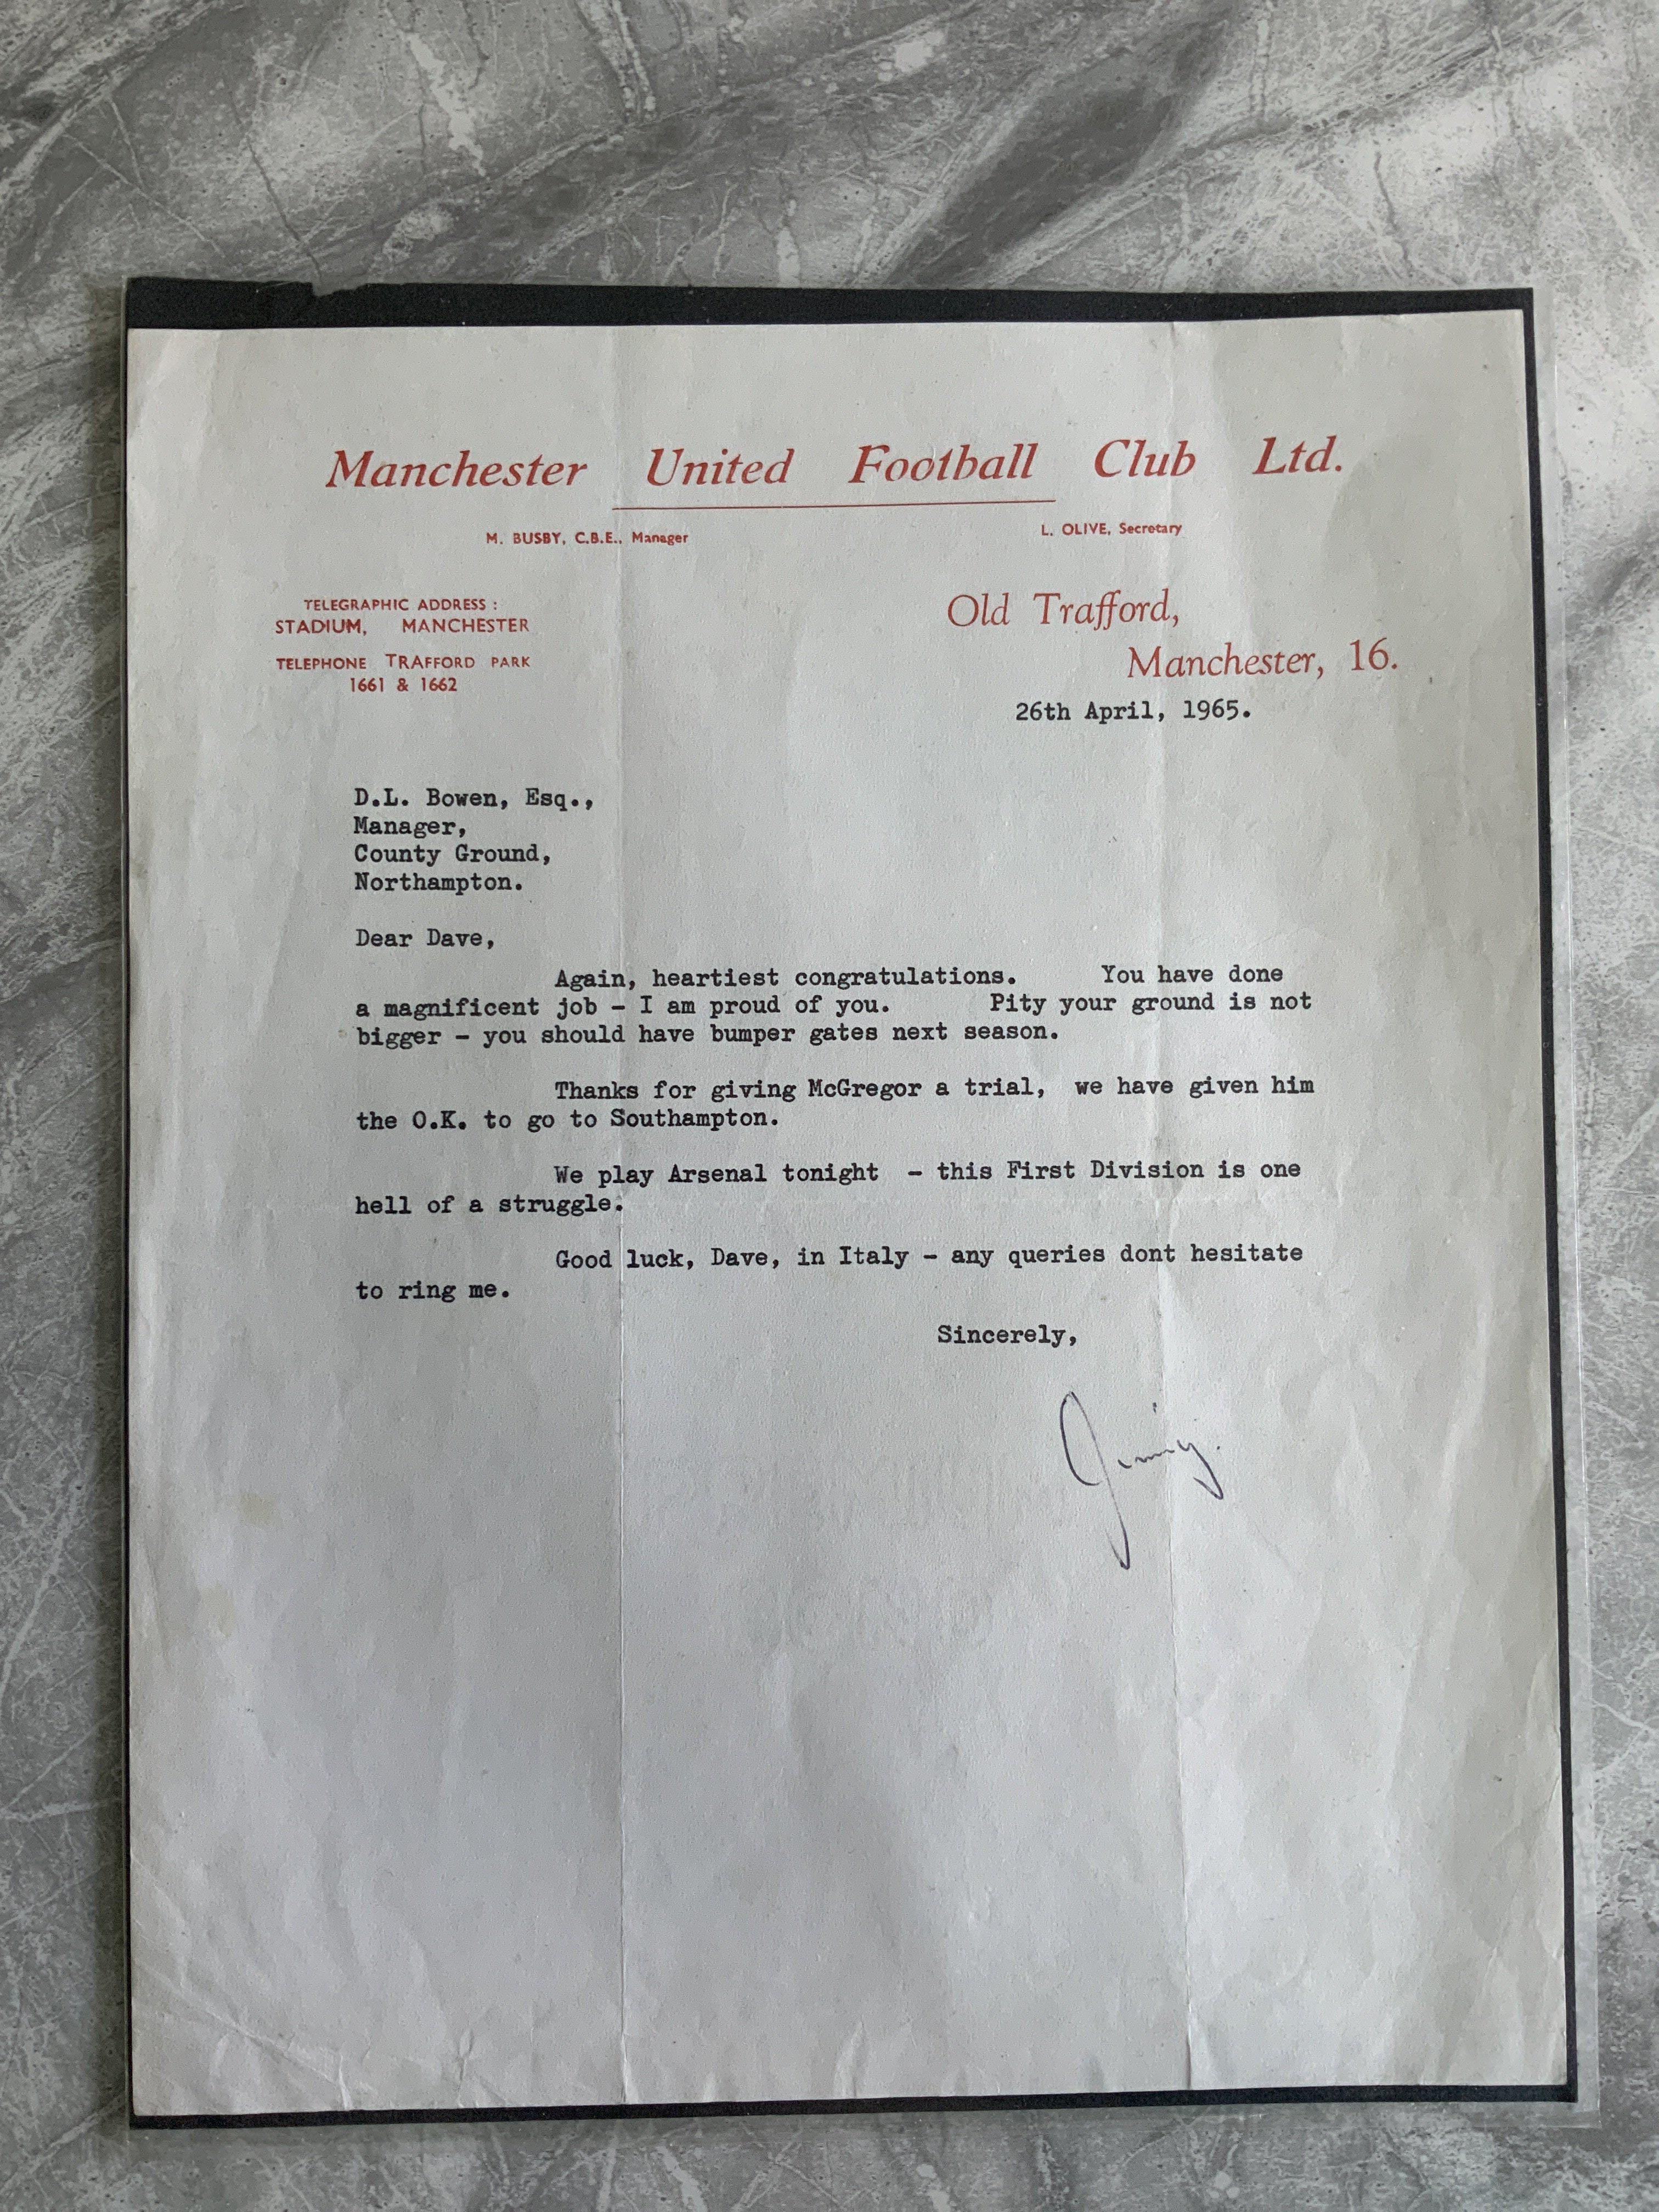 Manchester United Football Club Ltd.
M. BUSBY, C.B.E., Manager
L. OLIVE, Secretary
TELEGRAPHIC ADDRESS :
STADIUM, MANCHESTER
TELEPHONE TRAFFORD PARK
1661 & 1662
Old Trafford,
Manchester, 16.
26th April, 1965.
D.L. Bowen, Esq.,
Manager,
County Ground,
Northampton.
Dear Dave,
Again, heartiest congratulations. You have done
a magnificent job - I am proud of you. Pity your ground is not
bigger - you should have bumper gates next season.
Thanks for giving McGregor a trial, we have given him
the O.K. to go to Southampton.
We play Arsenal tonight - this First Division is one
hell of a struggle.
Good luck, Dave, in Italy - any queries dont hesitate
to ring me.
Sincerely,
Jimmy.